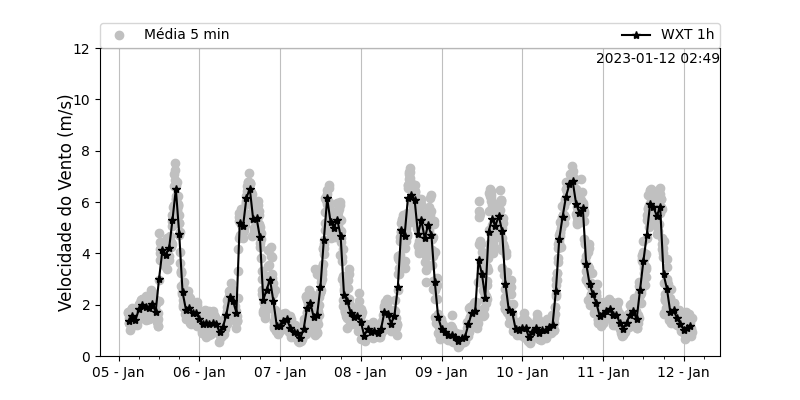 Média 5 min
WXT 1h
2023-01-12 02:49
Velocidade do Vento (m/s)
12
10
8
6
4
2
0
05 - Jan
06 - Jan
07 - Jan
08 - Jan
09 - Jan
10 - Jan
11 - Jan
12 - Jan